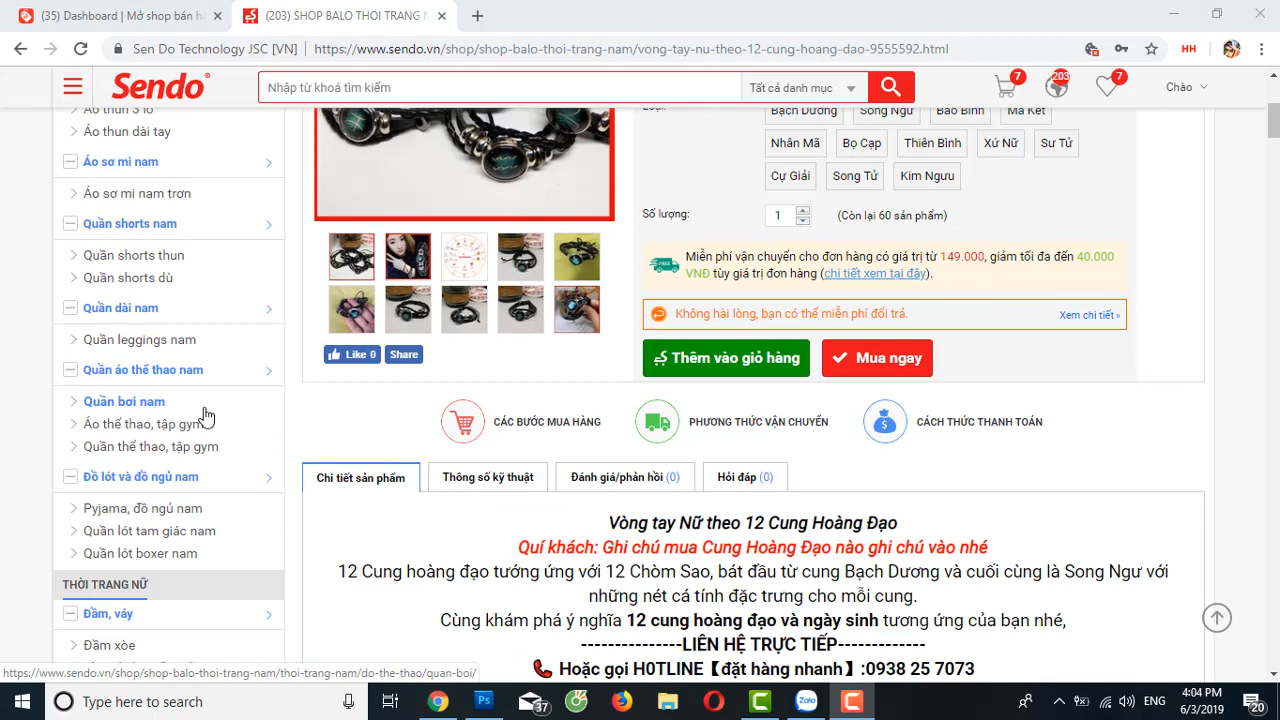 (35) Dashboard | Mở shop bán hà
(203) SHOP BALO THOI TRANG N
Sen Do Technology JSC [VN]
https://www.sendo.vn/shop/shop-balo-thoi-trang-nam/vong-tay-nu-theo-12-cung-hoang-dao-9555592.html
HH
Sendo
Nhập từ khoá tìm kiếm
Tất cả danh mục
7
203
7
Chào
Áo thun 3 lỗ
Áo thun dài tay
Áo sơ mi nam
Áo sơ mi nam trơn
Quần shorts nam
Quần shorts thun
Quần shorts dù
Quần dài nam
Quần leggings nam
Quần áo thể thao nam
Quần bơi nam
Áo thể thao, tập gym
Quần thể thao, tập gym
Đồ lót và đồ ngủ nam
Pyjama, đồ ngủ nam
Quần lót tam giác nam
Quần lót boxer nam
THỜI TRANG NỮ
Đầm, váy
Đầm xòe
Like 0
Share
Bạch Dương
Song Ngư
Bảo Bình
Ma Kết
Nhân Mã
Bọ Cạp
Thiên Bình
Xứ Nữ
Sư Tử
Cự Giải
Song Tử
Kim Ngưu
Số lượng:
1
(Còn lại 60 sản phẩm)
FREE
Miễn phí vận chuyển cho đơn hàng có giá trị từ 149.000, giảm tối đa đến 40.000
VNĐ tùy giá trị đơn hàng (chi tiết xem tại đây).
Không hài lòng, bạn có thể miễn phí đổi trả.
Xem chi tiết »
Thêm vào giỏ hàng
Mua ngay
CÁC BƯỚC MUA HÀNG
PHƯƠNG THỨC VẬN CHUYỂN
CÁCH THỨC THANH TOÁN
Chi tiết sản phẩm
Thông số kỹ thuật
Đánh giá/phản hồi (0)
Hỏi đáp (0)
Vòng tay Nữ theo 12 Cung Hoàng Đạo
Quí khách: Ghi chú mua Cung Hoàng Đạo nào ghi chú vào nhé
12 Cung hoàng đạo tướng ứng với 12 Chòm Sao, bát đầu từ cung Bạch Dương và cuối cùng là Song Ngư với
những nét cá tính đặc trưng cho mỗi cung.
Cùng khám phá ý nghĩa 12 cung hoàng đạo và ngày sinh tương ứng của bạn nhé,
---------------LIÊN HỆ TRỰC TIẾP------------
Hoặc gọi H0TLINE【đặt hàng nhanh】:0938 25 7073
https://www.sendo.vn/shop/shop-balo-thoi-trang-nam/thoi-trang-nam/do-the-thao/quan-boi/
Type here to search
Ps
37
Zalo
ENG
4:04 PM
6/3/2019
20